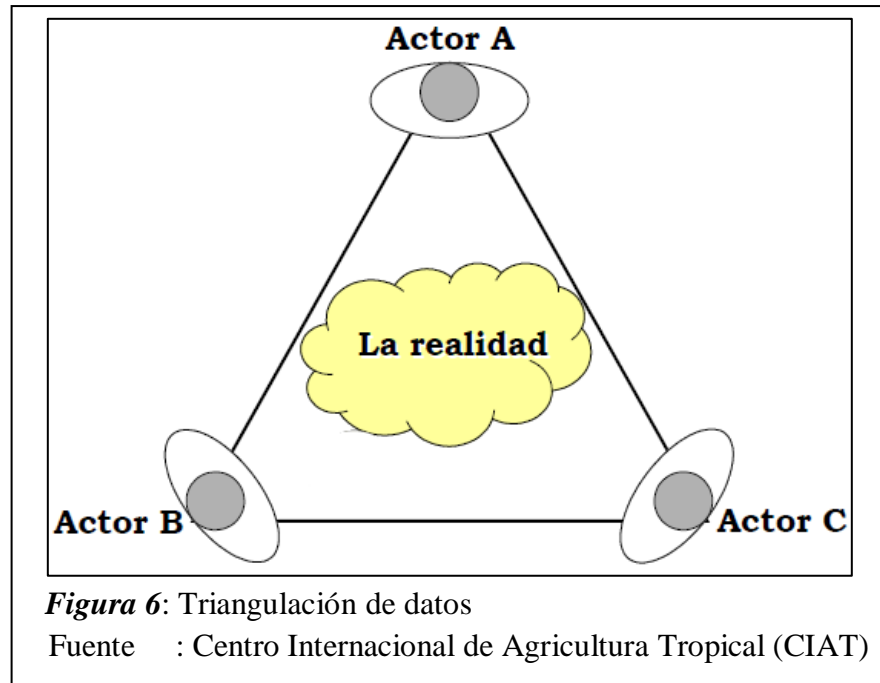 Actor A
La realidad
Actor B
Actor C
Figura 6: Triangulación de datos
Fuente : Centro Internacional de Agricultura Tropical (CIAT)